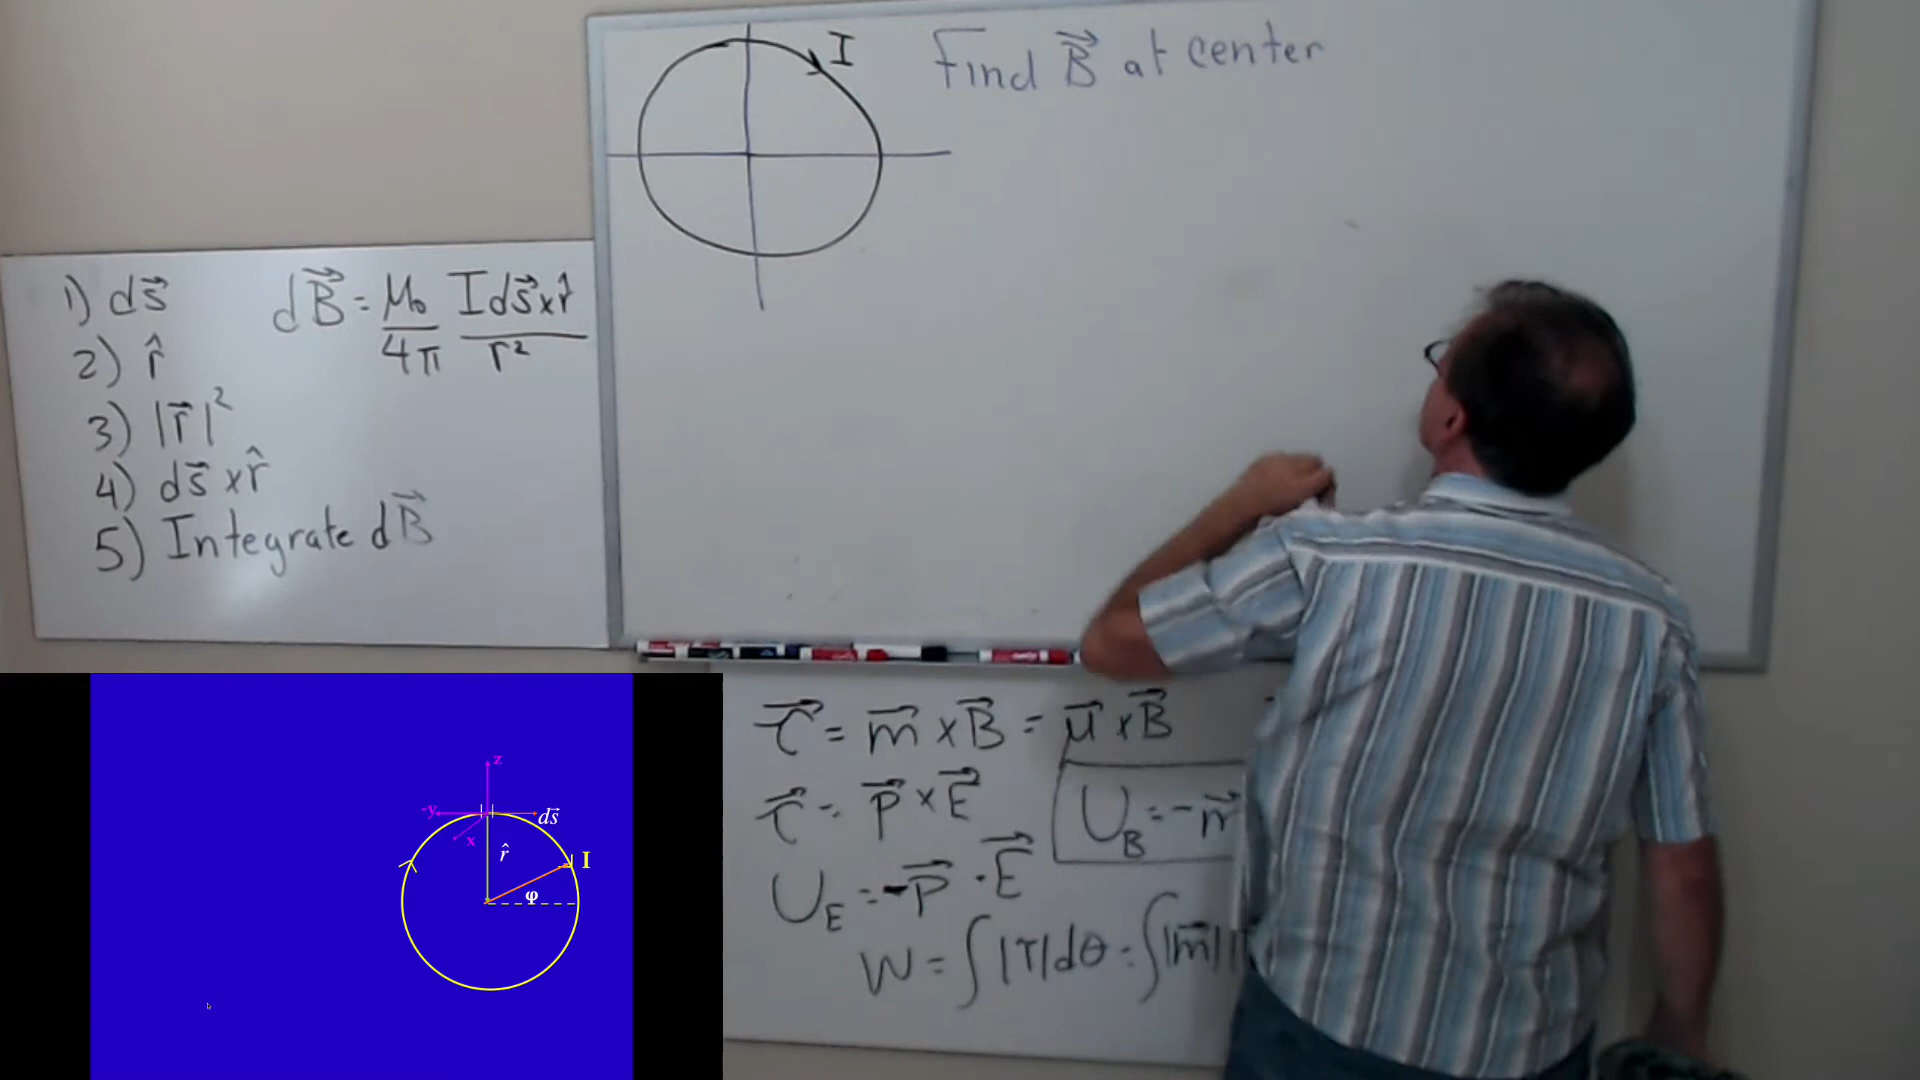 I
Find B⃗ at center
1) ds⃗
dB⃗ = μ₀/4π Ids⃗ x r̂/r²
2) r̂
3) |r⃗|²
4) ds⃗ x r̂
5) Integrate dB⃗
τ⃗ = m⃗ x B⃗ = μ⃗ x B⃗
τ⃗ = p⃗ x E⃗
U_B = -m⃗
U_E = -p⃗ · E⃗
W = ∫|τ|dθ = ∫|m⃗||
z
-y
ds⃗
x
r̂
I
φ